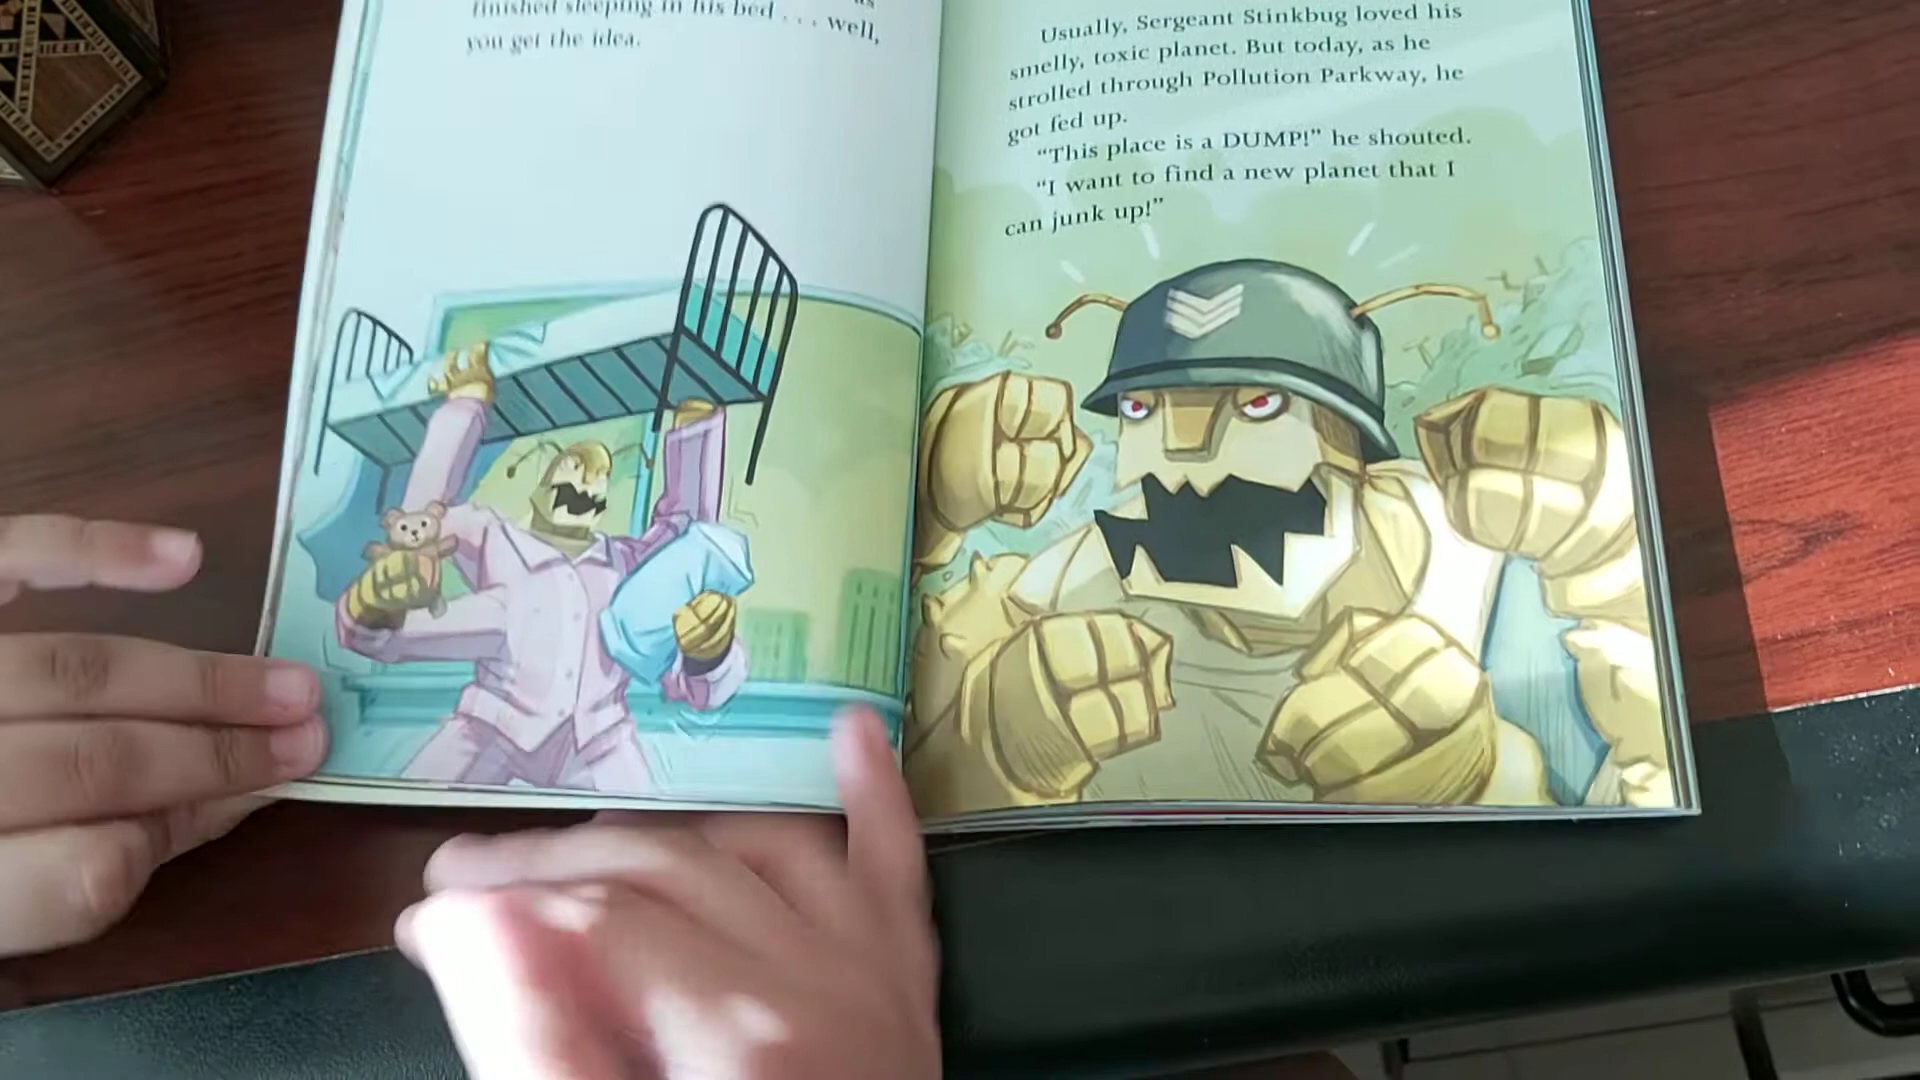 as
finished sleeping in his bed . . . well,
you get the idea.
Usually, Sergeant Stinkbug loved his
smelly, toxic planet. But today, as he
strolled through Pollution Parkway, he
got fed up.
“This place is a DUMP!” he shouted.
“I want to find a new planet that I
can junk up!”